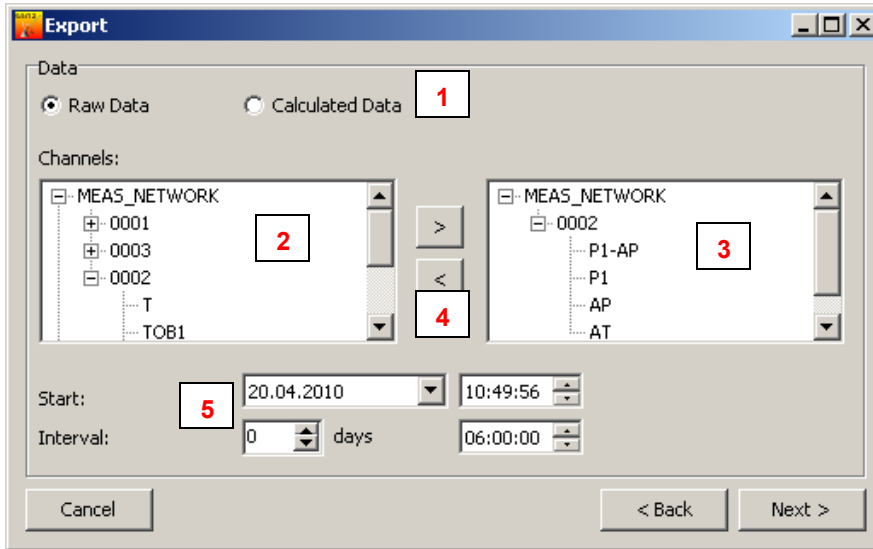 Export
Data
Raw Data
Calculated Data
1
Channels:
MEAS_NETWORK
0001
0003
0002
T
TOB1
2
>
<
4
MEAS_NETWORK
0002
P1-AP
P1
AP
AT
3
Start:
5
20.04.2010
10:49:56
Interval:
0
days
06:00:00
Cancel
< Back
Next >